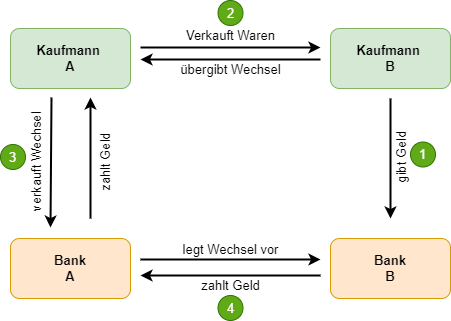 2
Verkauft Waren
Kaufmann
A
Kaufmann
B
übergibt Wechsel
3
verkauft Wechsel
zahlt Geld
gibt Geld
1
Bank
A
legt Wechsel vor
Bank
B
zahlt Geld
4